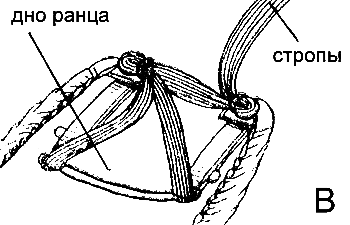 дно ранца
стропы
В